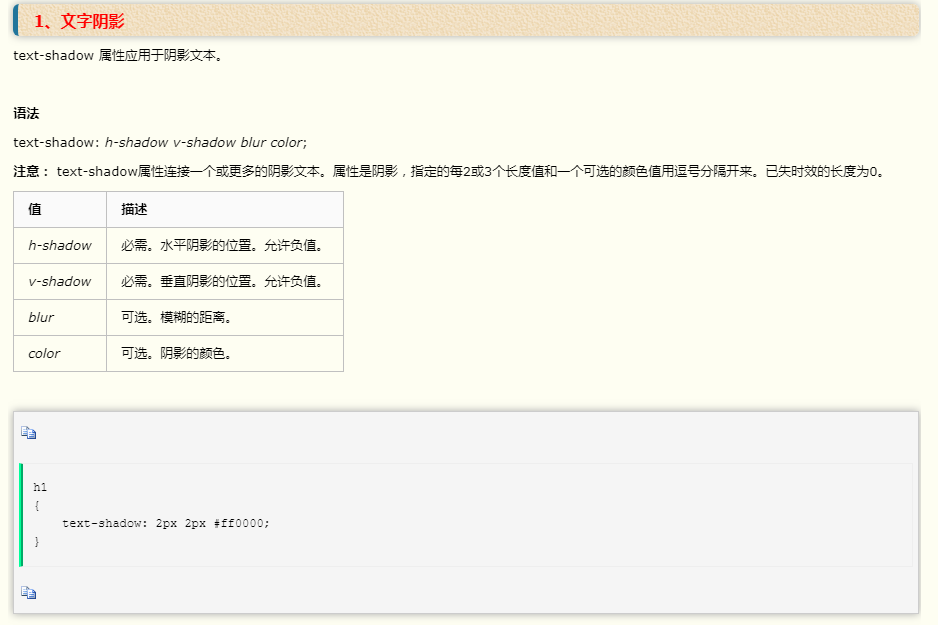 1、文字阴影
text-shadow 属性应用于阴影文本。
语法
text-shadow: h-shadow v-shadow blur color;
注意： text-shadow属性连接一个或更多的阴影文本。属性是阴影，指定的每2或3个长度值和一个可选的颜色值用逗号分隔开来。已失时效的长度为0。
值 描述
h-shadow 必需。水平阴影的位置。允许负值。
v-shadow 必需。垂直阴影的位置。允许负值。
blur 可选。模糊的距离。
color 可选。阴影的颜色。
h1
{
text-shadow: 2px 2px #ff0000;
}